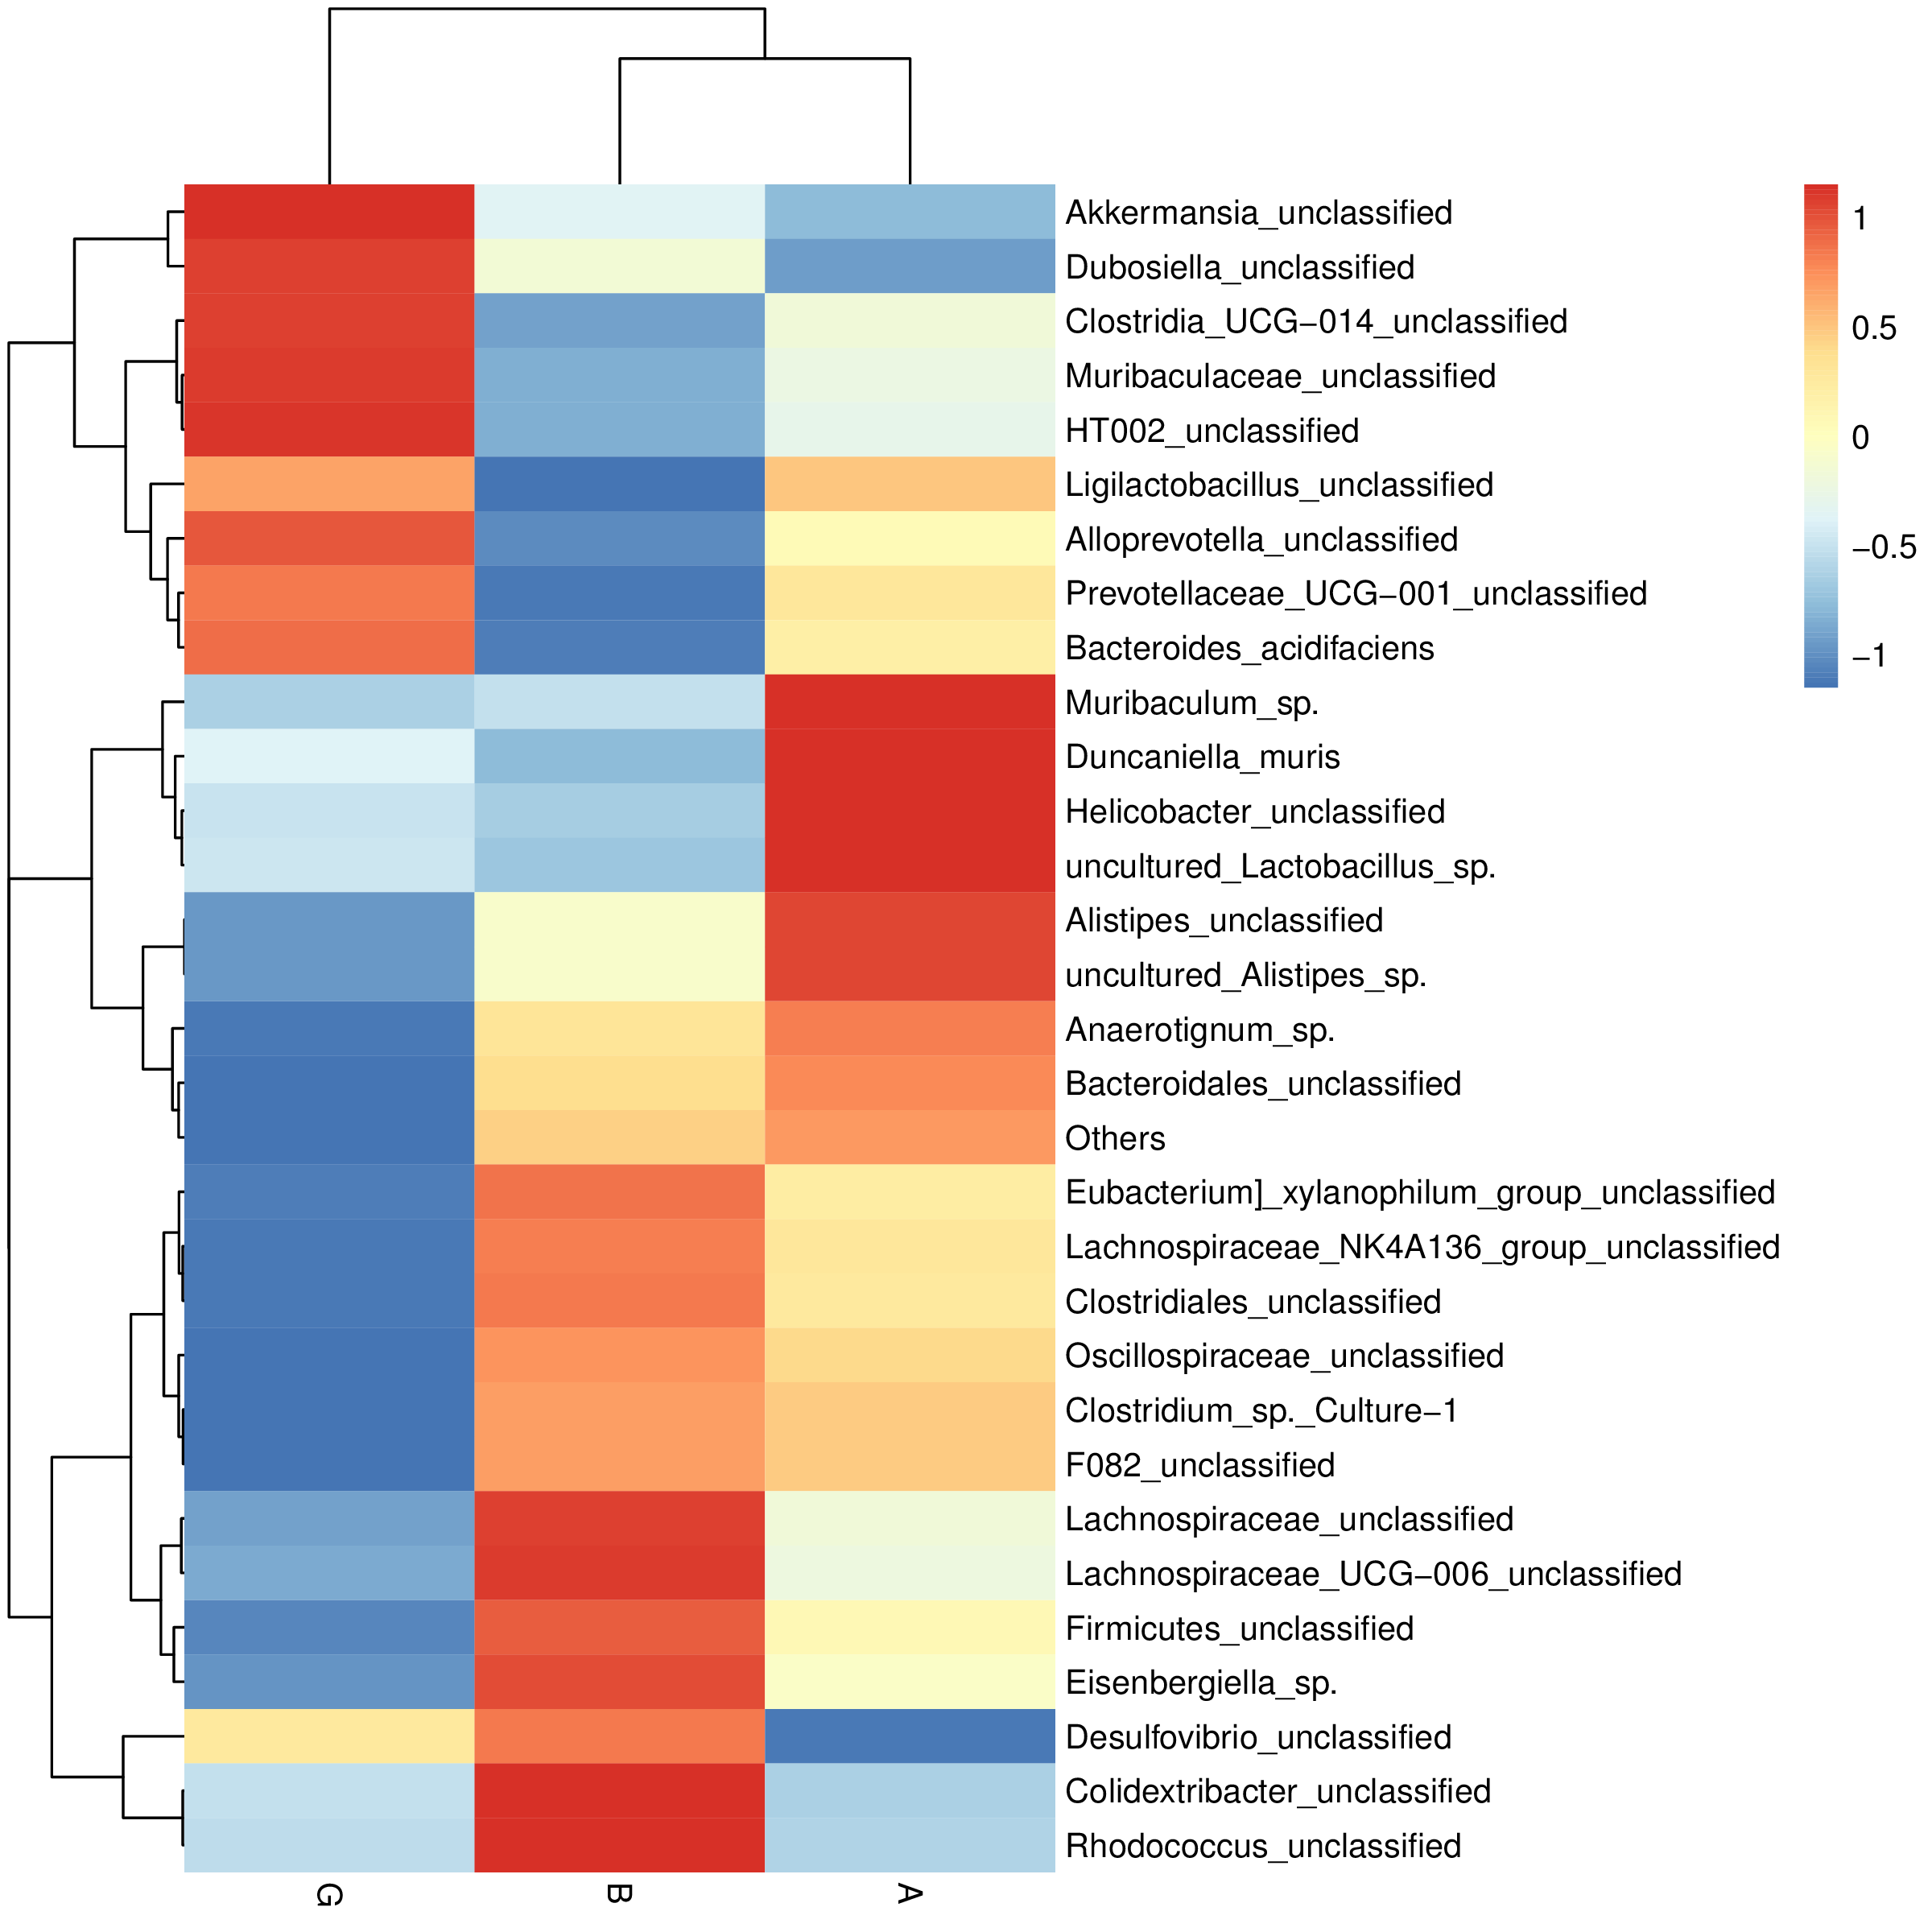 Akkermansia_unclassified
Dubosiella_unclassified
Clostridia_UCG−014_unclassified
Muribaculaceae_unclassified
HT002_unclassified
Ligilactobacillus_unclassified
Alloprevotella_unclassified
Prevotellaceae_UCG−001_unclassified
Bacteroides_acidifaciens
Muribaculum_sp.
Duncaniella_muris
Helicobacter_unclassified
uncultured_Lactobacillus_sp.
Alistipes_unclassified
uncultured_Alistipes_sp.
Anaerotignum_sp.
Bacteroidales_unclassified
Others
Eubacterium]_xylanophilum_group_unclassified
Lachnospiraceae_NK4A136_group_unclassified
Clostridiales_unclassified
Oscillospiraceae_unclassified
Clostridium_sp._Culture−1
F082_unclassified
Lachnospiraceae_unclassified
Lachnospiraceae_UCG−006_unclassified
Firmicutes_unclassified
Eisenbergiella_sp.
Desulfovibrio_unclassified
Colidextribacter_unclassified
Rhodococcus_unclassified
G
B
A
1
0.5
0
−0.5
−1